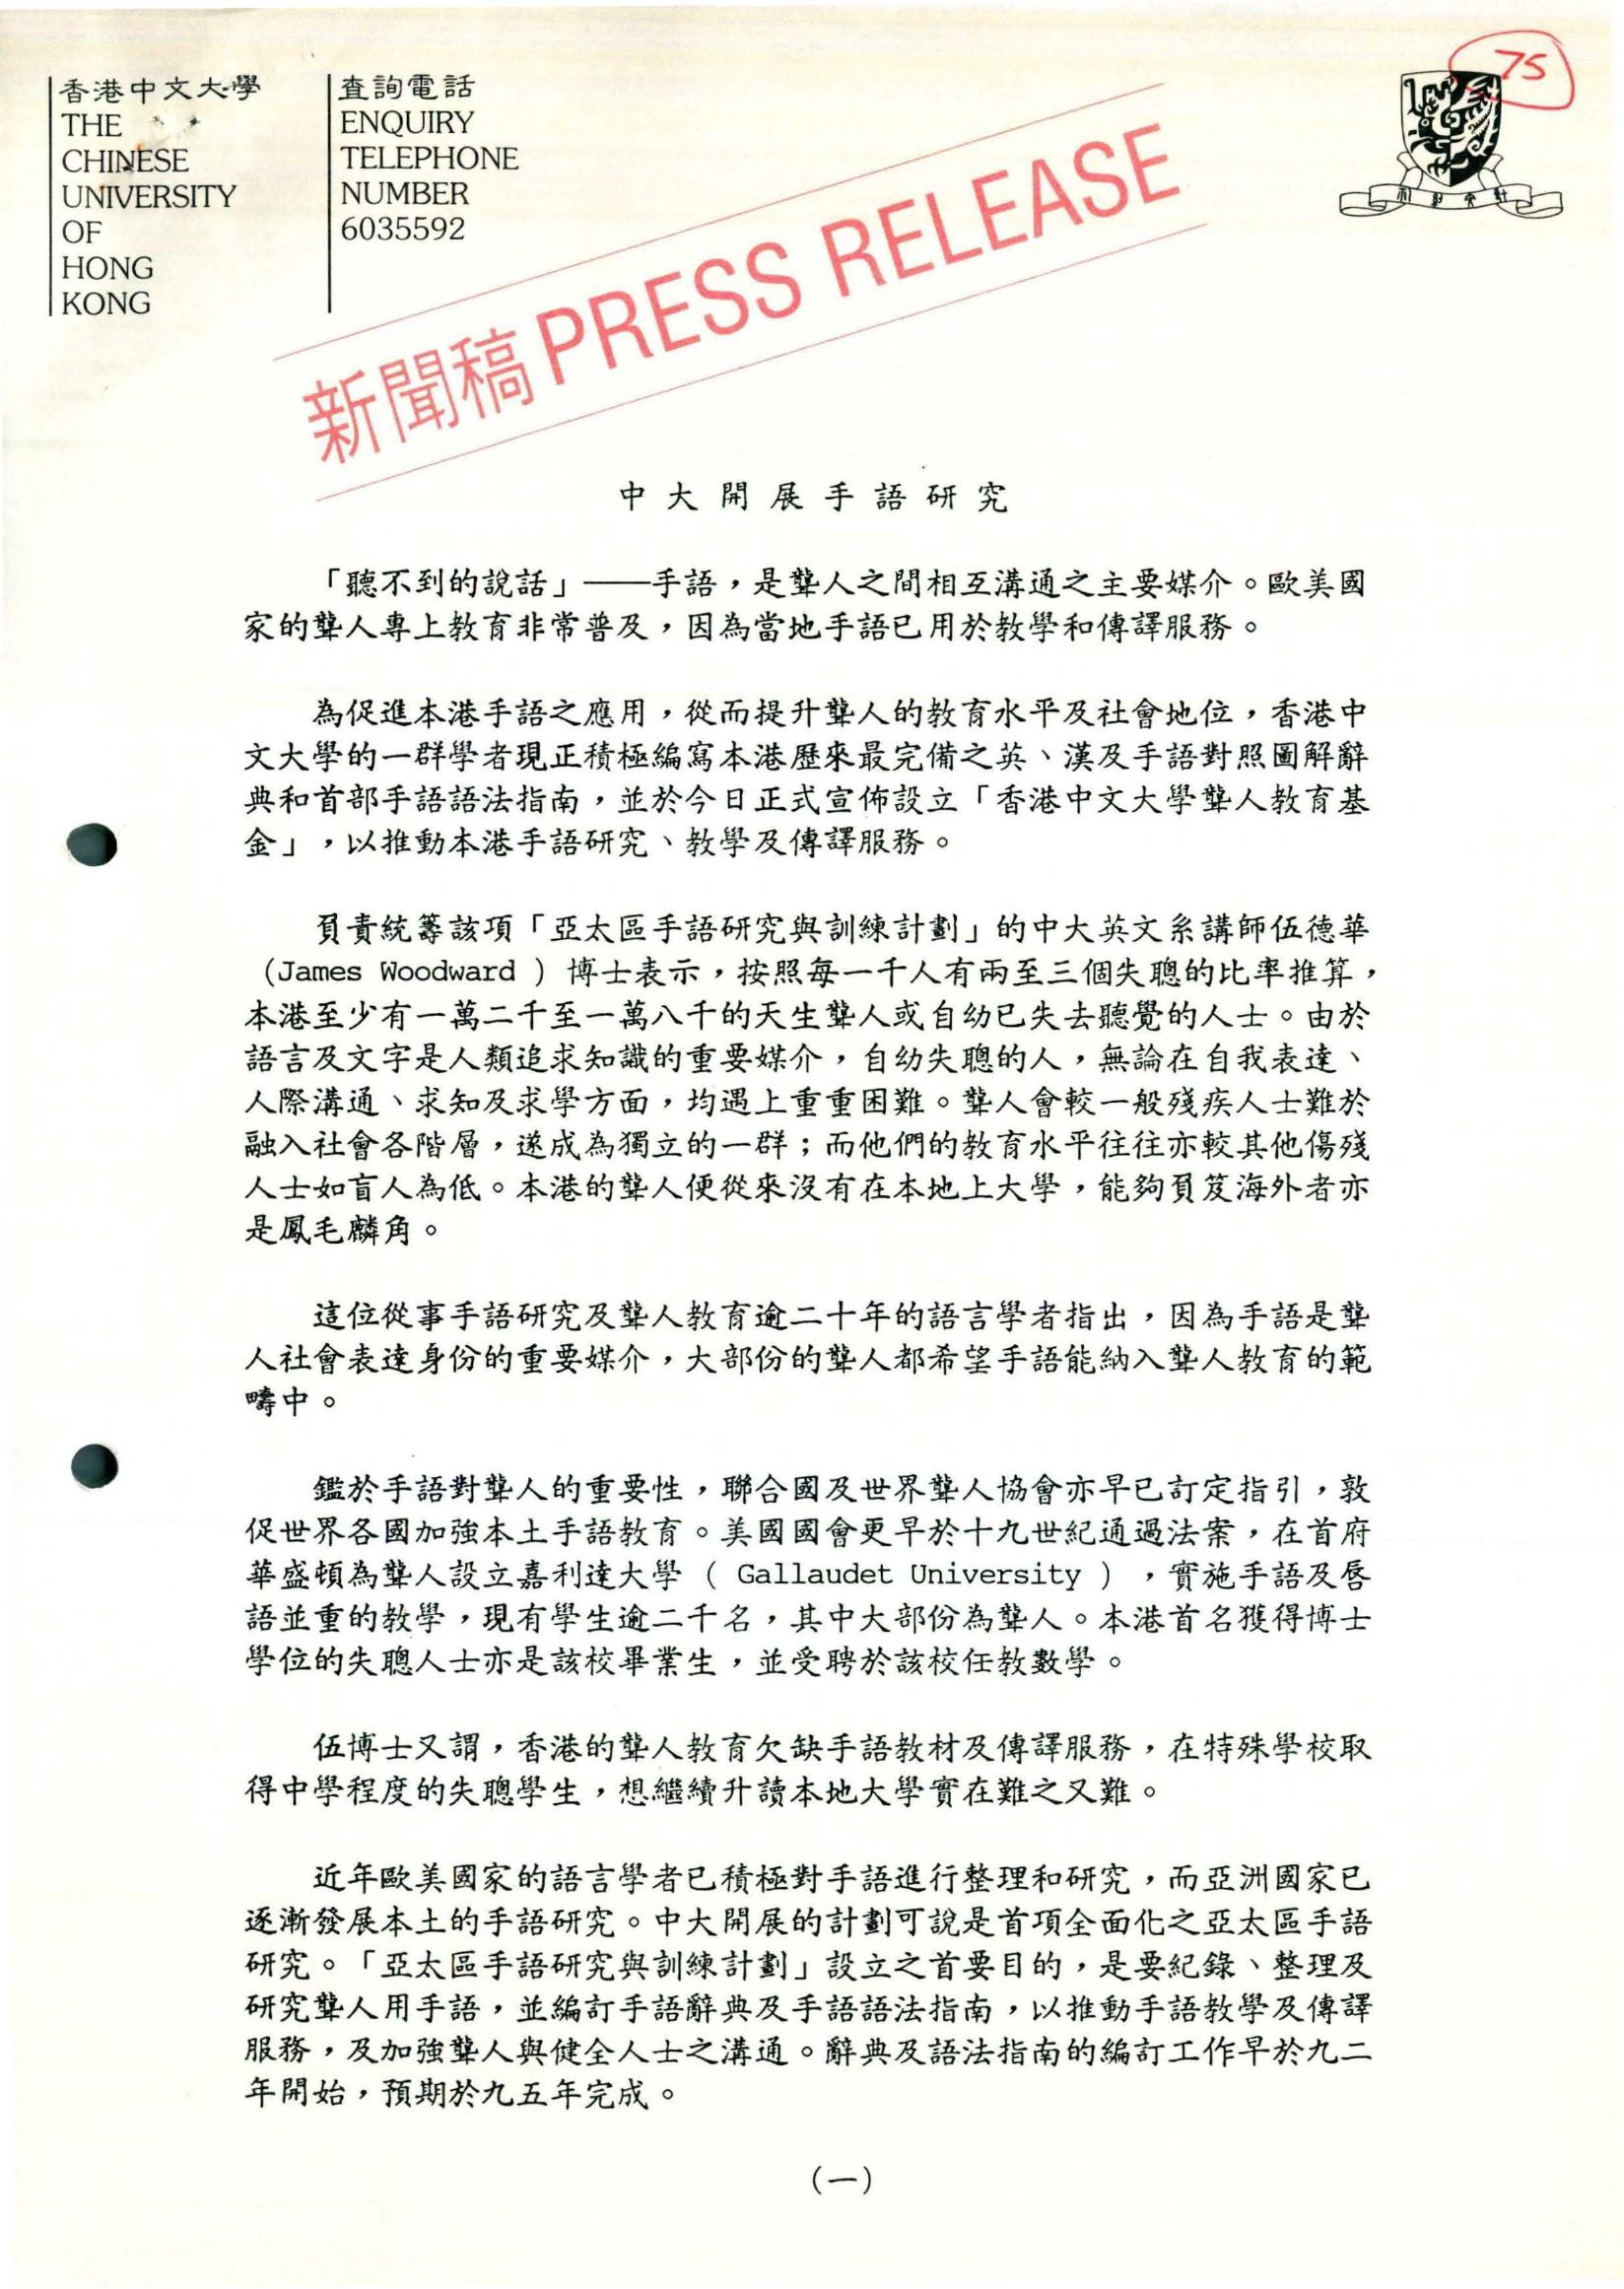 香港中文大學
THE
CHINESE
UNIVERSITY
OF
HONG
KONG
查詢電話
ENQUIRY
TELEPHONE
NUMBER
6035592
75
新聞稿 PRESS RELEASE
中大開展手語研究
「聽不到的說話」——手語，是聾人之間相互溝通之主要媒介。歐美國
家的聾人專上教育非常普及，因為當地手語已用於教學和傳譯服務。
為促進本港手語之應用，從而提升聾人的教育水平及社會地位，香港中
文大學的一群學者現正積極編寫本港歷來最完備之英、漢及手語對照圖解辭
典和首部手語語法指南，並於今日正式宣佈設立「香港中文大學聾人教育基
金」，以推動本港手語研究、教學及傳譯服務。
負責統籌該項「亞太區手語研究與訓練計劃」的中大英文系講師伍德華
(James Woodward ) 博士表示，按照每一千人有兩至三個失聰的比率推算，
本港至少有一萬二千至一萬八千的天生聾人或自幼已失去聽覺的人士。由於
語言及文字是人類追求知識的重要媒介，自幼失聰的人，無論在自我表達、
人際溝通、求知及求學方面，均遇上重重困難。聾人會較一般殘疾人士難於
融入社會各階層，遂成為獨立的一群；而他們的教育水平往往亦較其他傷殘
人士如盲人為低。本港的聾人便從來沒有在本地上大學，能夠負笈海外者亦
是鳳毛麟角。
這位從事手語研究及聾人教育逾二十年的語言學者指出，因為手語是聾
人社會表達身份的重要媒介，大部份的聾人都希望手語能納入聾人教育的範
疇中。
鑑於手語對聾人的重要性，聯合國及世界聾人協會亦早已訂定指引，敦
促世界各國加強本土手語教育。美國國會更早於十九世紀通過法案，在首府
華盛頓為聾人設立嘉利達大學 ( Gallaudet University ) ，實施手語及唇
語並重的教學，現有學生逾二千名，其中大部份為聾人。本港首名獲得博士
學位的失聰人士亦是該校畢業生，並受聘於該校任教數學。
伍博士又謂，香港的聾人教育欠缺手語教材及傳譯服務，在特殊學校取
得中學程度的失聰學生，想繼續升讀本地大學實在難之又難。
近年歐美國家的語言學者已積極對手語進行整理和研究，而亞洲國家已
逐漸發展本土的手語研究。中大開展的計劃可說是首項全面化之亞太區手語
研究。「亞太區手語研究與訓練計劃」設立之首要目的，是要紀錄、整理及
研究聾人用手語，並編訂手語辭典及手語語法指南，以推動手語教學及傳譯
服務，及加強聾人與健全人士之溝通。辭典及語法指南的編訂工作早於九二
年開始，預期於九五年完成。
(一)